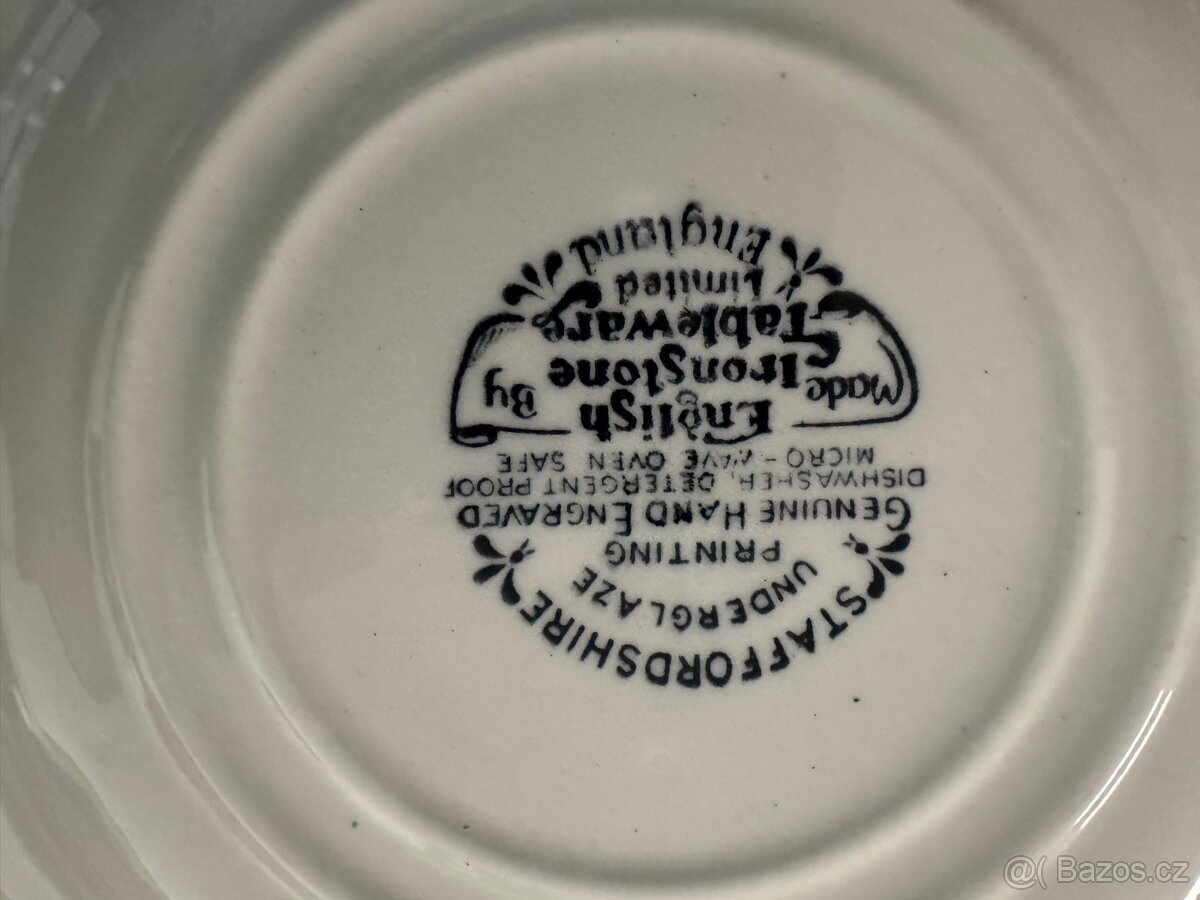 STAFFORDSHIRE
UNDERGLAZE
PRINTING
GENUINE HAND ENGRAVED
DISHWASHER, DETERGENT PROOF
MICRO-WAVE OVEN SAFE
English
Made Ironstone By
Tableware
Limited
England
@( Bazos.cz